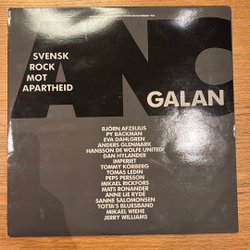 ANC
SVENSK
ROCK
MOT
APARTHEID
GALAN
BJÖRN AFZELIUS
PY BÄCKMAN
EVA DAHLGREN
ANDERS GLENMARK
HANSSON DE WOLFE UNITED
DAN HYLANDER
IMPERIET
TOMMY KÖRBERG
TOMAS LEDIN
PEPS PERSSON
MIKAEL RICKFORS
MATS RONANDER
ANNE LIE RYDÉ
SANNE SALOMONSEN
TOTTA'S BLUESBAND
MIKAEL WIEHE
JERRY WILLIAMS